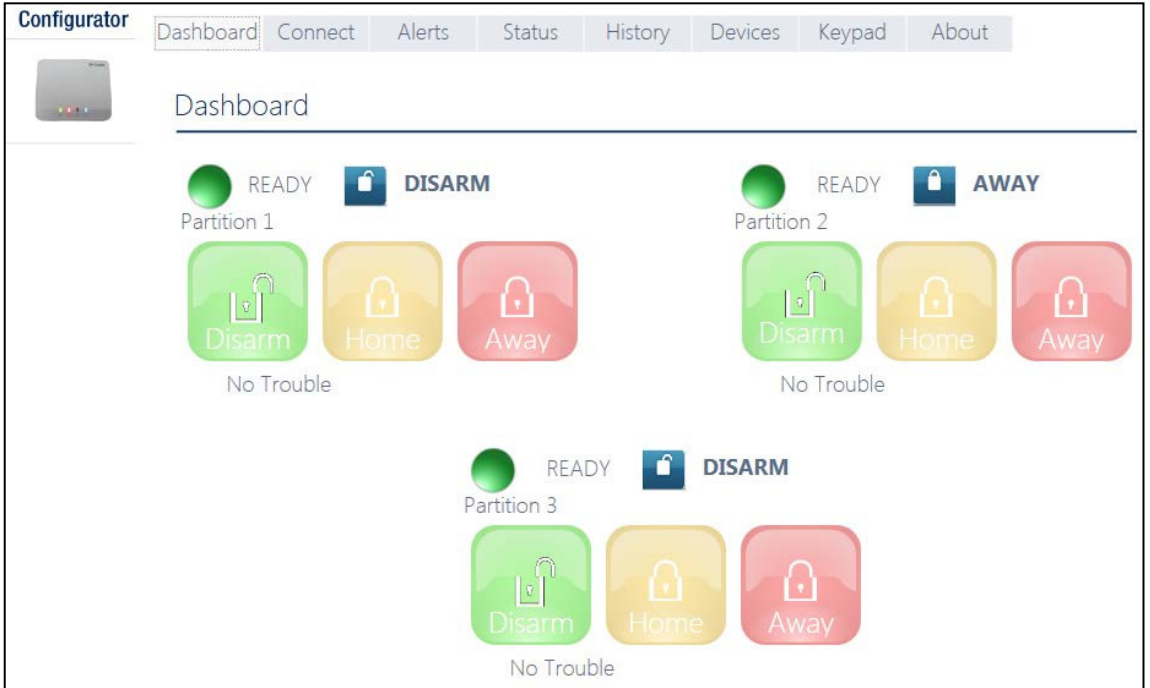 Configurator
Dashboard Connect Alerts Status History Devices Keypad About
Dashboard
READY DISARM
Partition 1
Disarm Home Away
No Trouble
READY AWAY
Partition 2
Disarm Home Away
No Trouble
READY DISARM
Partition 3
Disarm Home Away
No Trouble